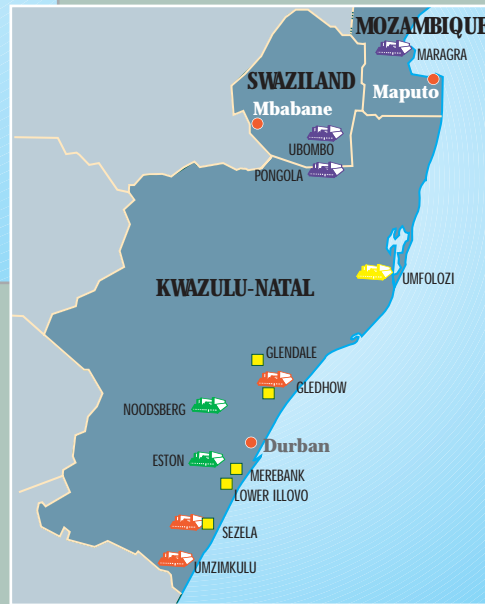 MOZAMBIQUE
MARAGRA
SWAZILAND
Maputo
Mbabane
UBOMBO
PONGOLA
UMFOLOZI
KWAZULU-NATAL
GLENDALE
GLEDHOW
NOODSBERG
Durban
ESTON
MEREBANK
LOWER ILLOVO
SEZELA
UMZIMKULU